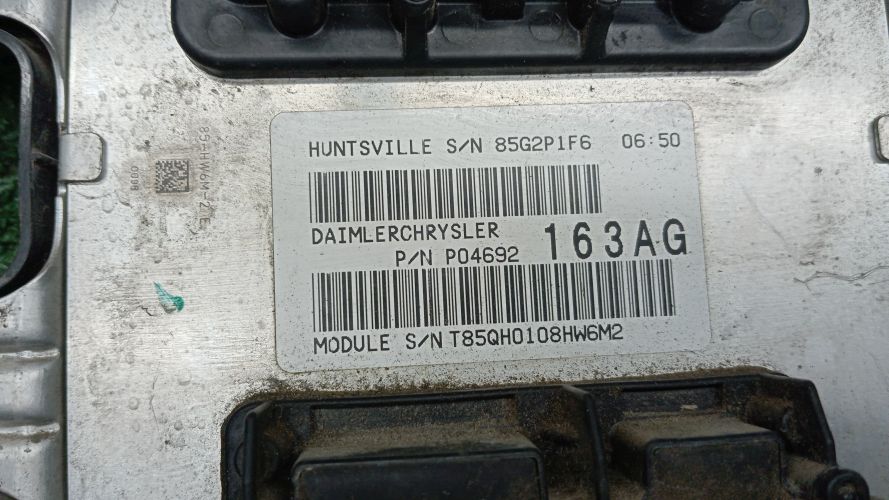 HUNTSVILLE S/N 85G2P1F6 06:50
DAIMLERCHRYSLER
P/N P04692 163AG
MODULE S/N T85QH0108HW6M2